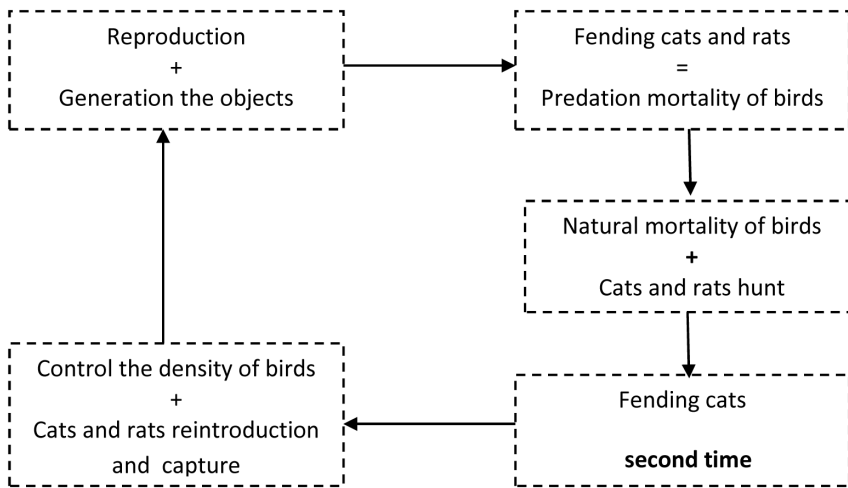 Reproduction
+
Generation the objects
Fending cats and rats
=
Predation mortality of birds
Natural mortality of birds
+
Cats and rats hunt
Fending cats
second time
Control the density of birds
+
Cats and rats reintroduction
and capture